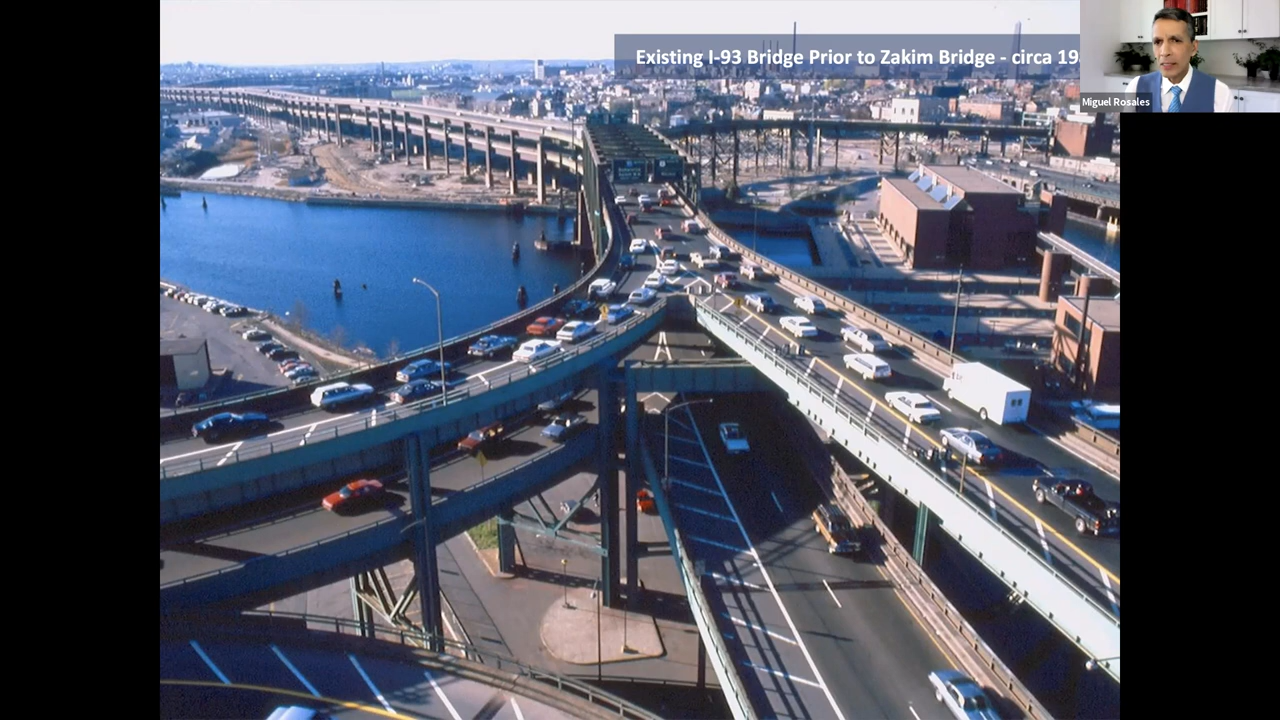 Existing I-93 Bridge Prior to Zakim Bridge - circa 19
Miguel Rosales